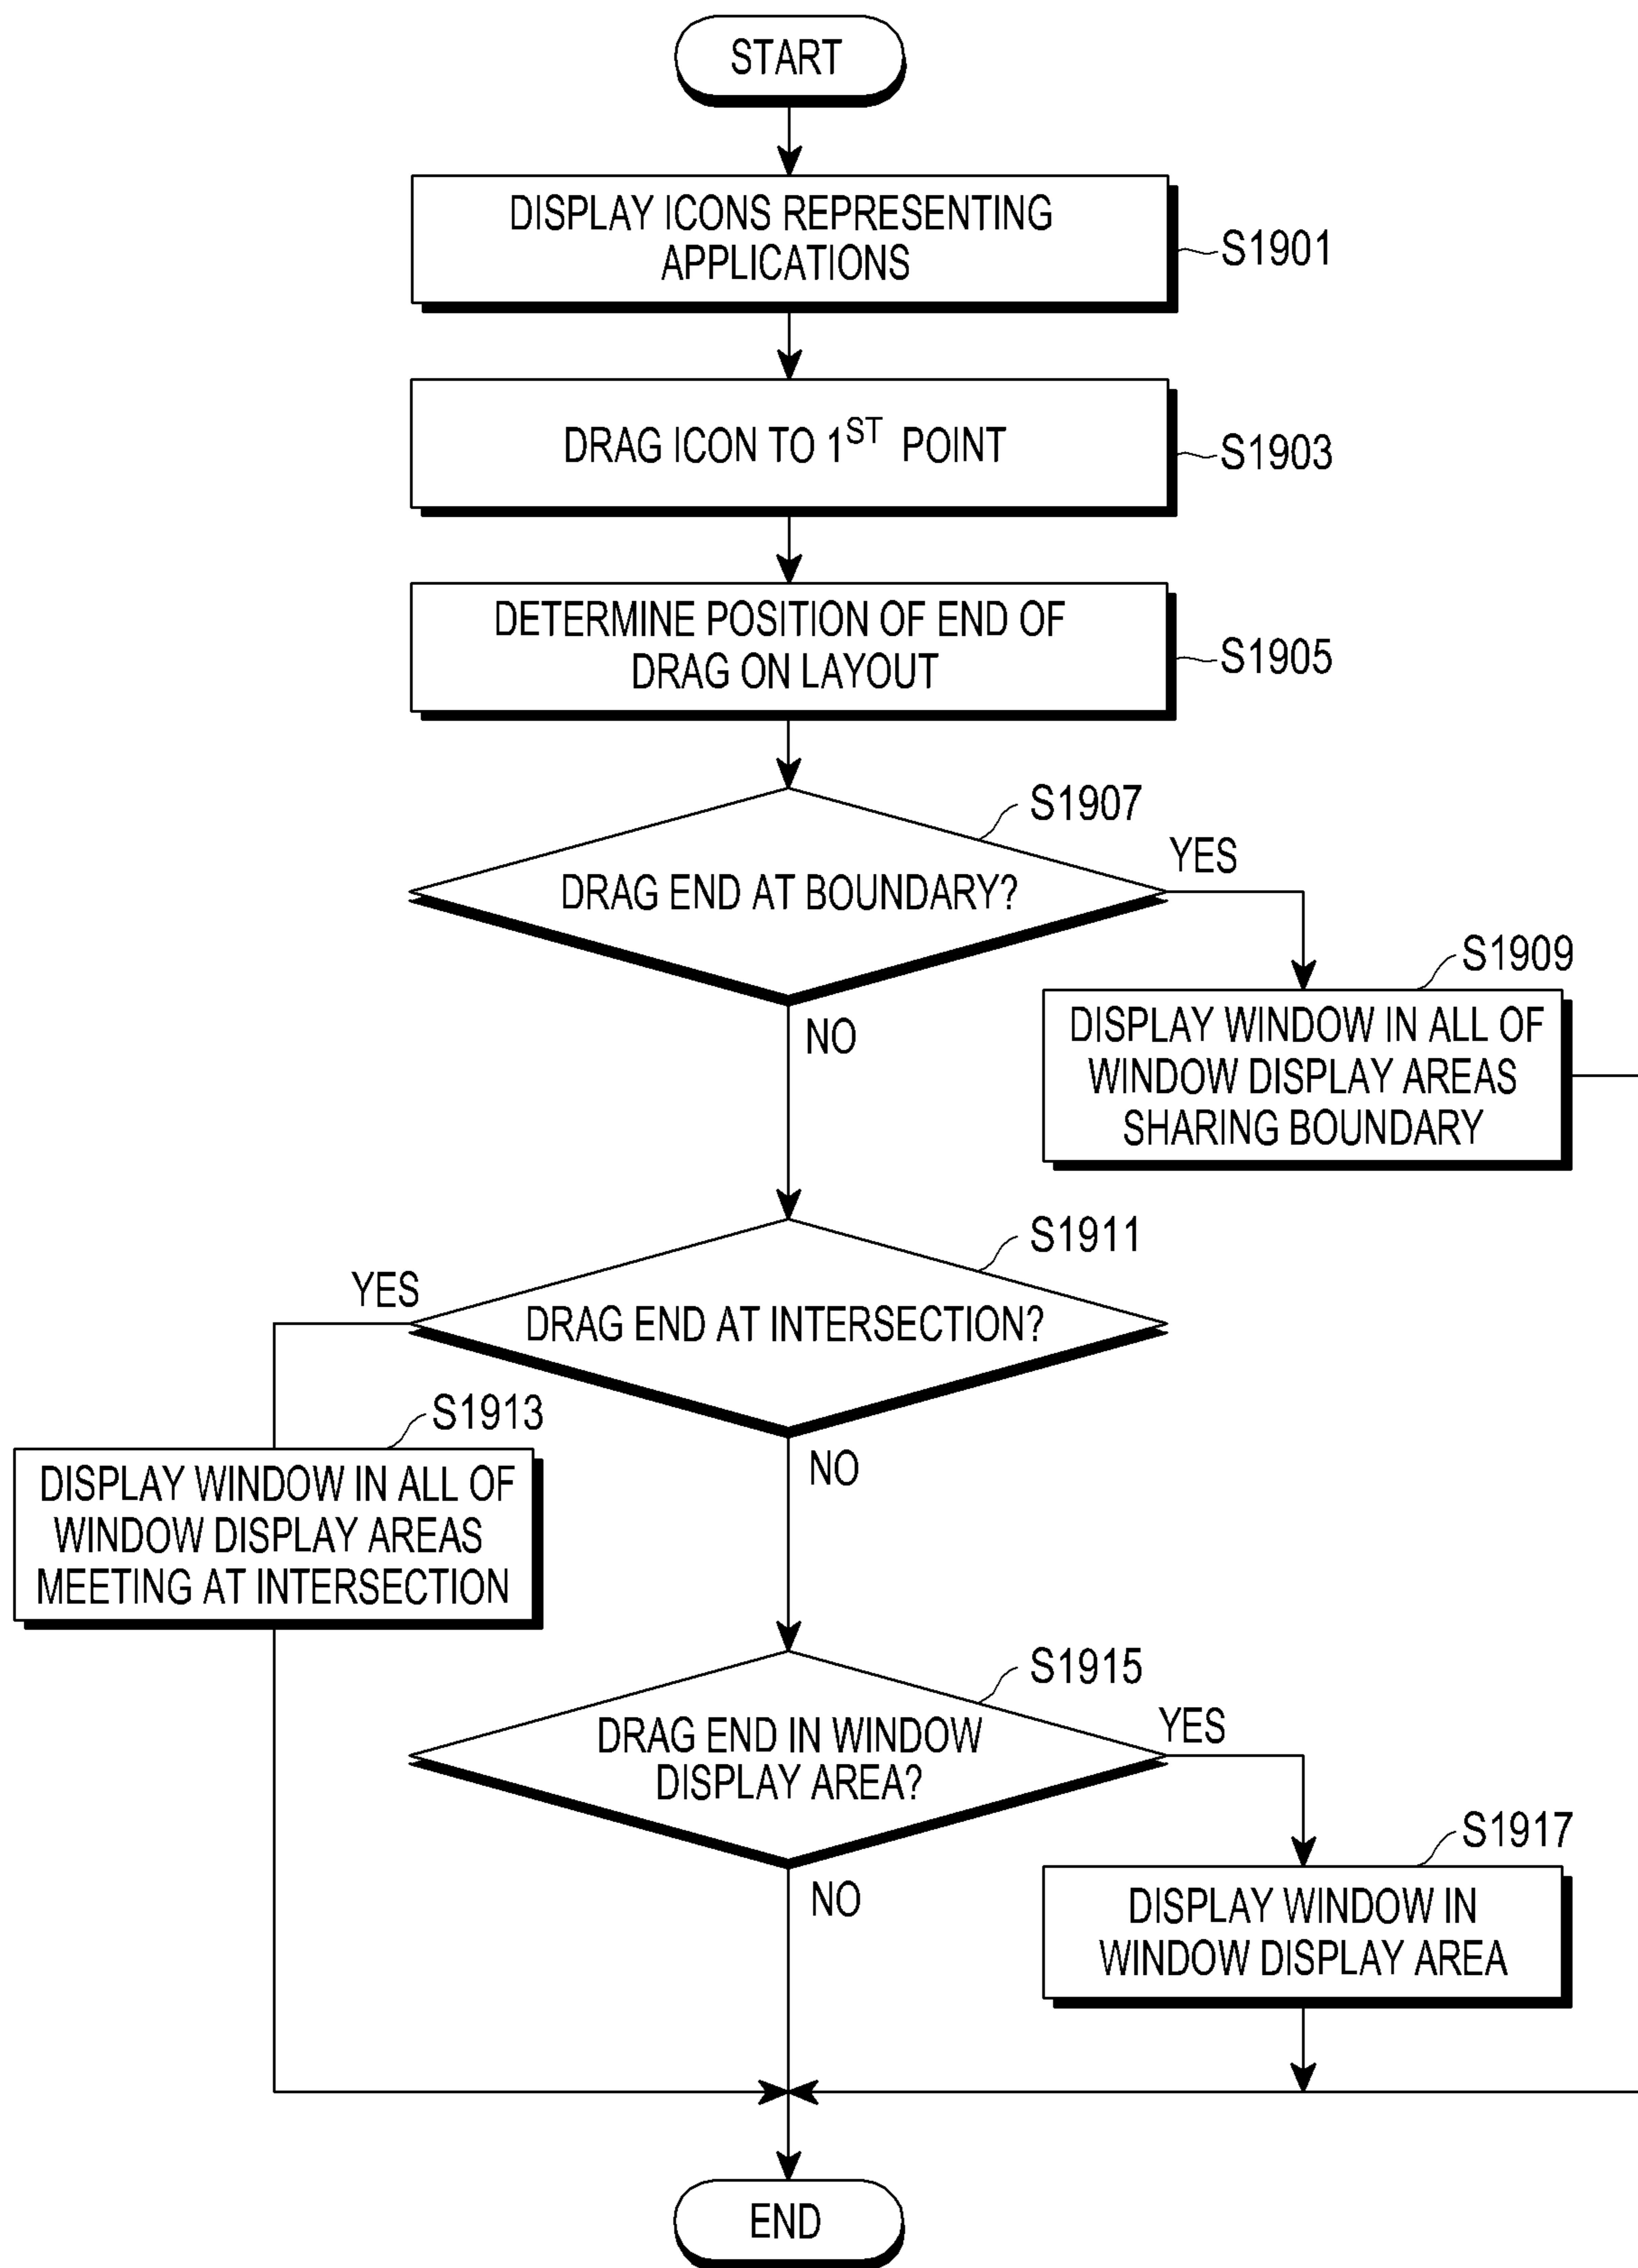 START
DISPLAY ICONS REPRESENTING
APPLICATIONS
S1901
DRAG ICON TO 1ST POINT
S1903
DETERMINE POSITION OF END OF
DRAG ON LAYOUT
S1905
S1907
DRAG END AT BOUNDARY?
YES
NO
S1909
DISPLAY WINDOW IN ALL OF
WINDOW DISPLAY AREAS
SHARING BOUNDARY
S1911
DRAG END AT INTERSECTION?
YES
NO
S1913
DISPLAY WINDOW IN ALL OF
WINDOW DISPLAY AREAS
MEETING AT INTERSECTION
S1915
DRAG END IN WINDOW
DISPLAY AREA?
YES
NO
S1917
DISPLAY WINDOW IN
WINDOW DISPLAY AREA
END